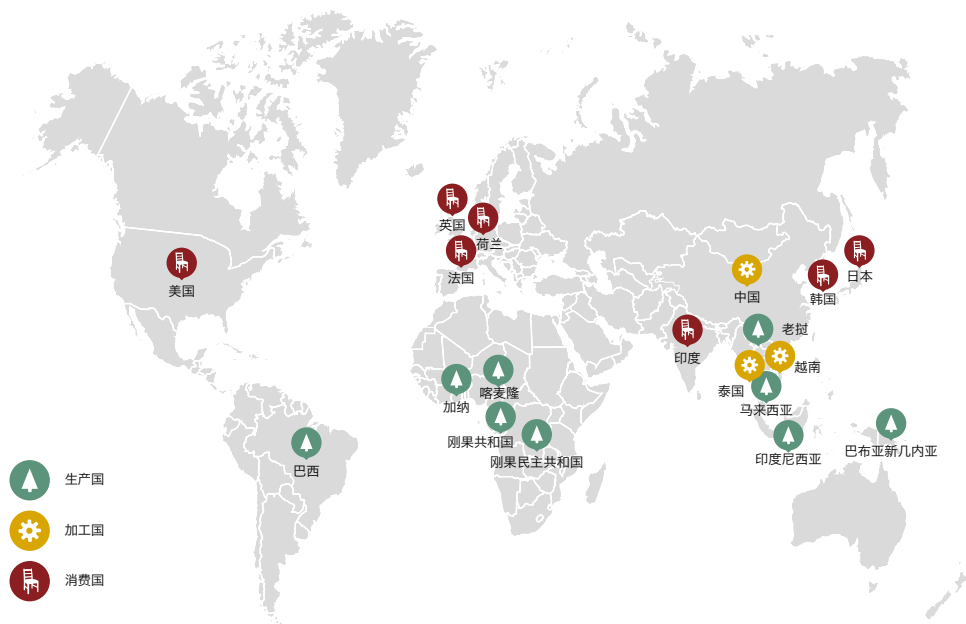 英国
荷兰
法国
美国
中国
日本
韩国
印度
老挝
越南
泰国
马来西亚
加纳
喀麦隆
刚果共和国
刚果民主共和国
巴西
印度尼西亚
巴布亚新几内亚
生产国
加工国
消费国